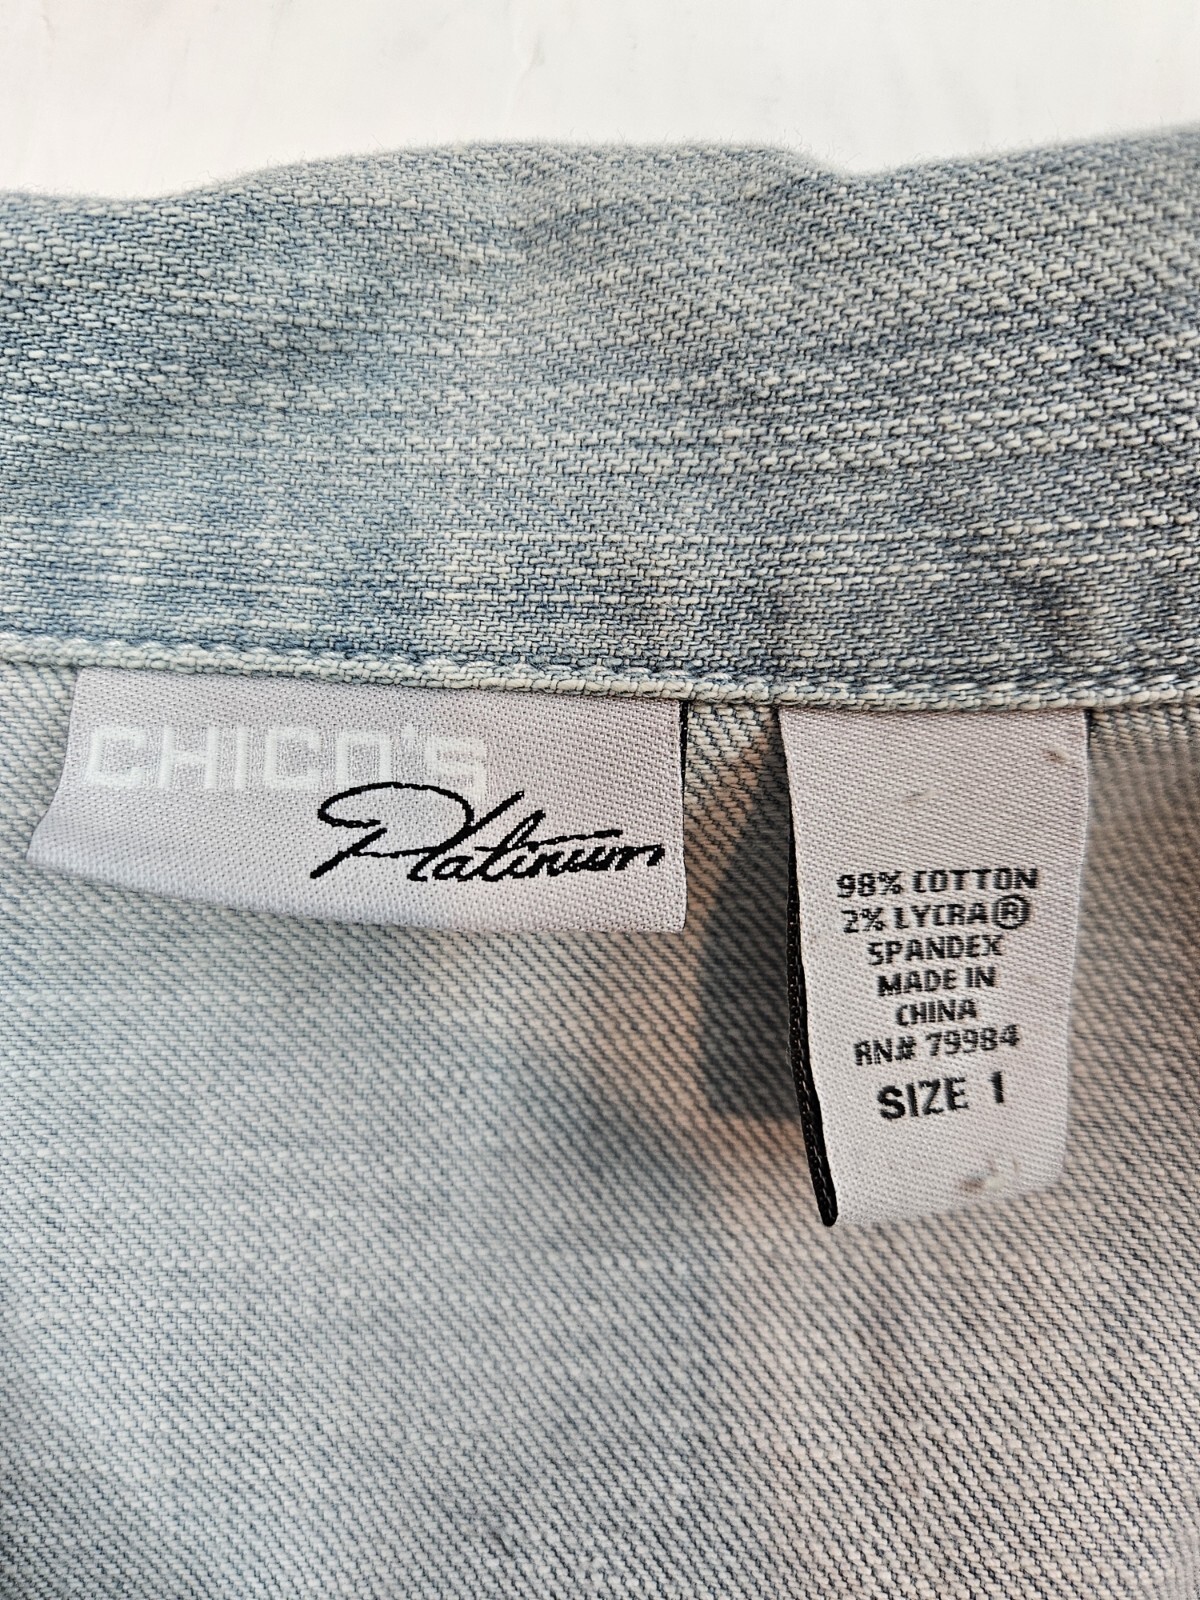 CHICO'S
Platinum
98% COTTON
2% LYCRA®
SPANDEX
MADE IN
CHINA
RN# 79984
SIZE 1